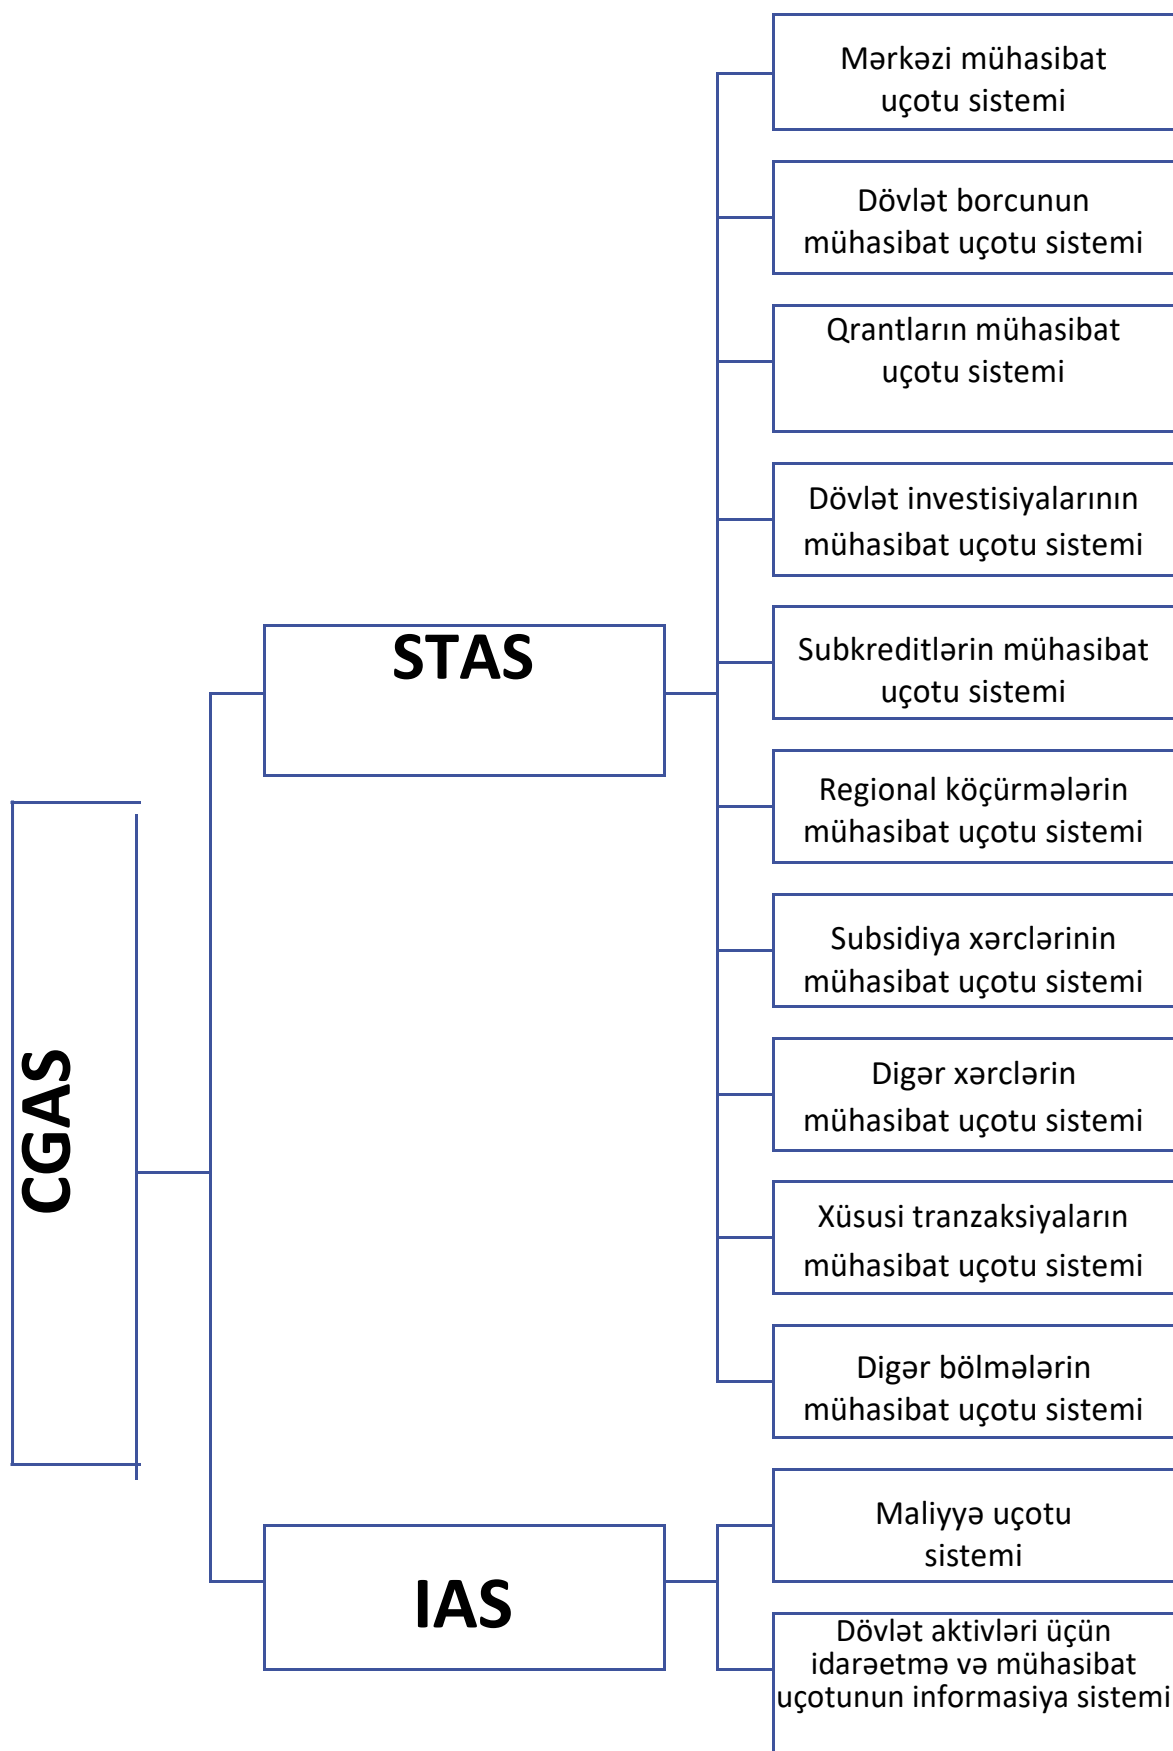 Mərkəzi mühasibat
uçotu sistemi
Dövlət borcunun
mühasibat uçotu sistemi
Qrantların mühasibat
uçotu sistemi
Dövlət investisiyalarının
mühasibat uçotu sistemi
STAS
Subkreditlərin mühasibat
uçotu sistemi
Regional köçürmələrin
mühasibat uçotu sistemi
Subsidiya xərclərinin
mühasibat uçotu sistemi
CGAS
Digər xərclərin
mühasibat uçotu sistemi
Xüsusi tranzaksiyaların
mühasibat uçotu sistemi
Digər bölmələrin
mühasibat uçotu sistemi
IAS
Maliyyə uçotu
sistemi
Dövlət aktivləri üçün
idarəetmə və mühasibat
uçotunun informasiya sistemi